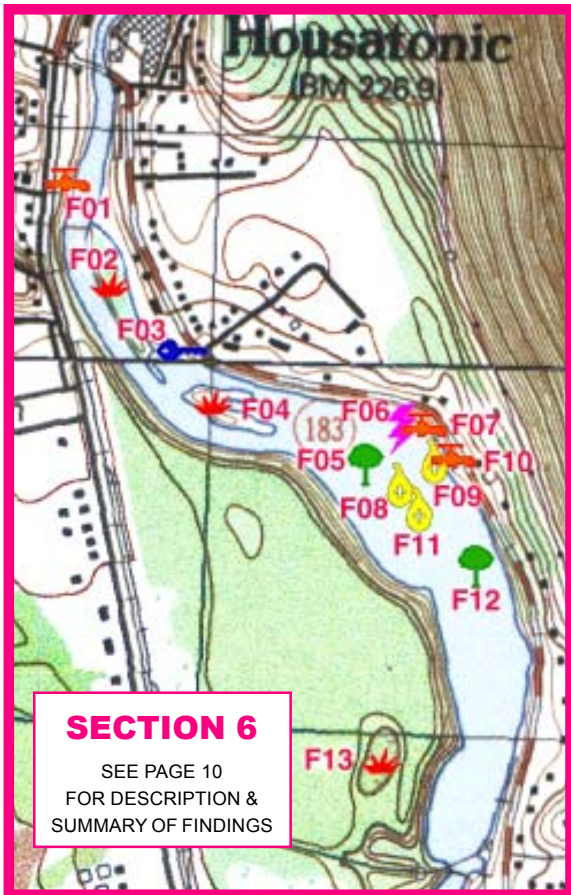 Housatonic
(BM 226.9)
F01
F02
F03
F04
(183)
F06
F07
F05
F10
F08
F09
F11
F12
F13
SECTION 6
SEE PAGE 10
FOR DESCRIPTION &
SUMMARY OF FINDINGS